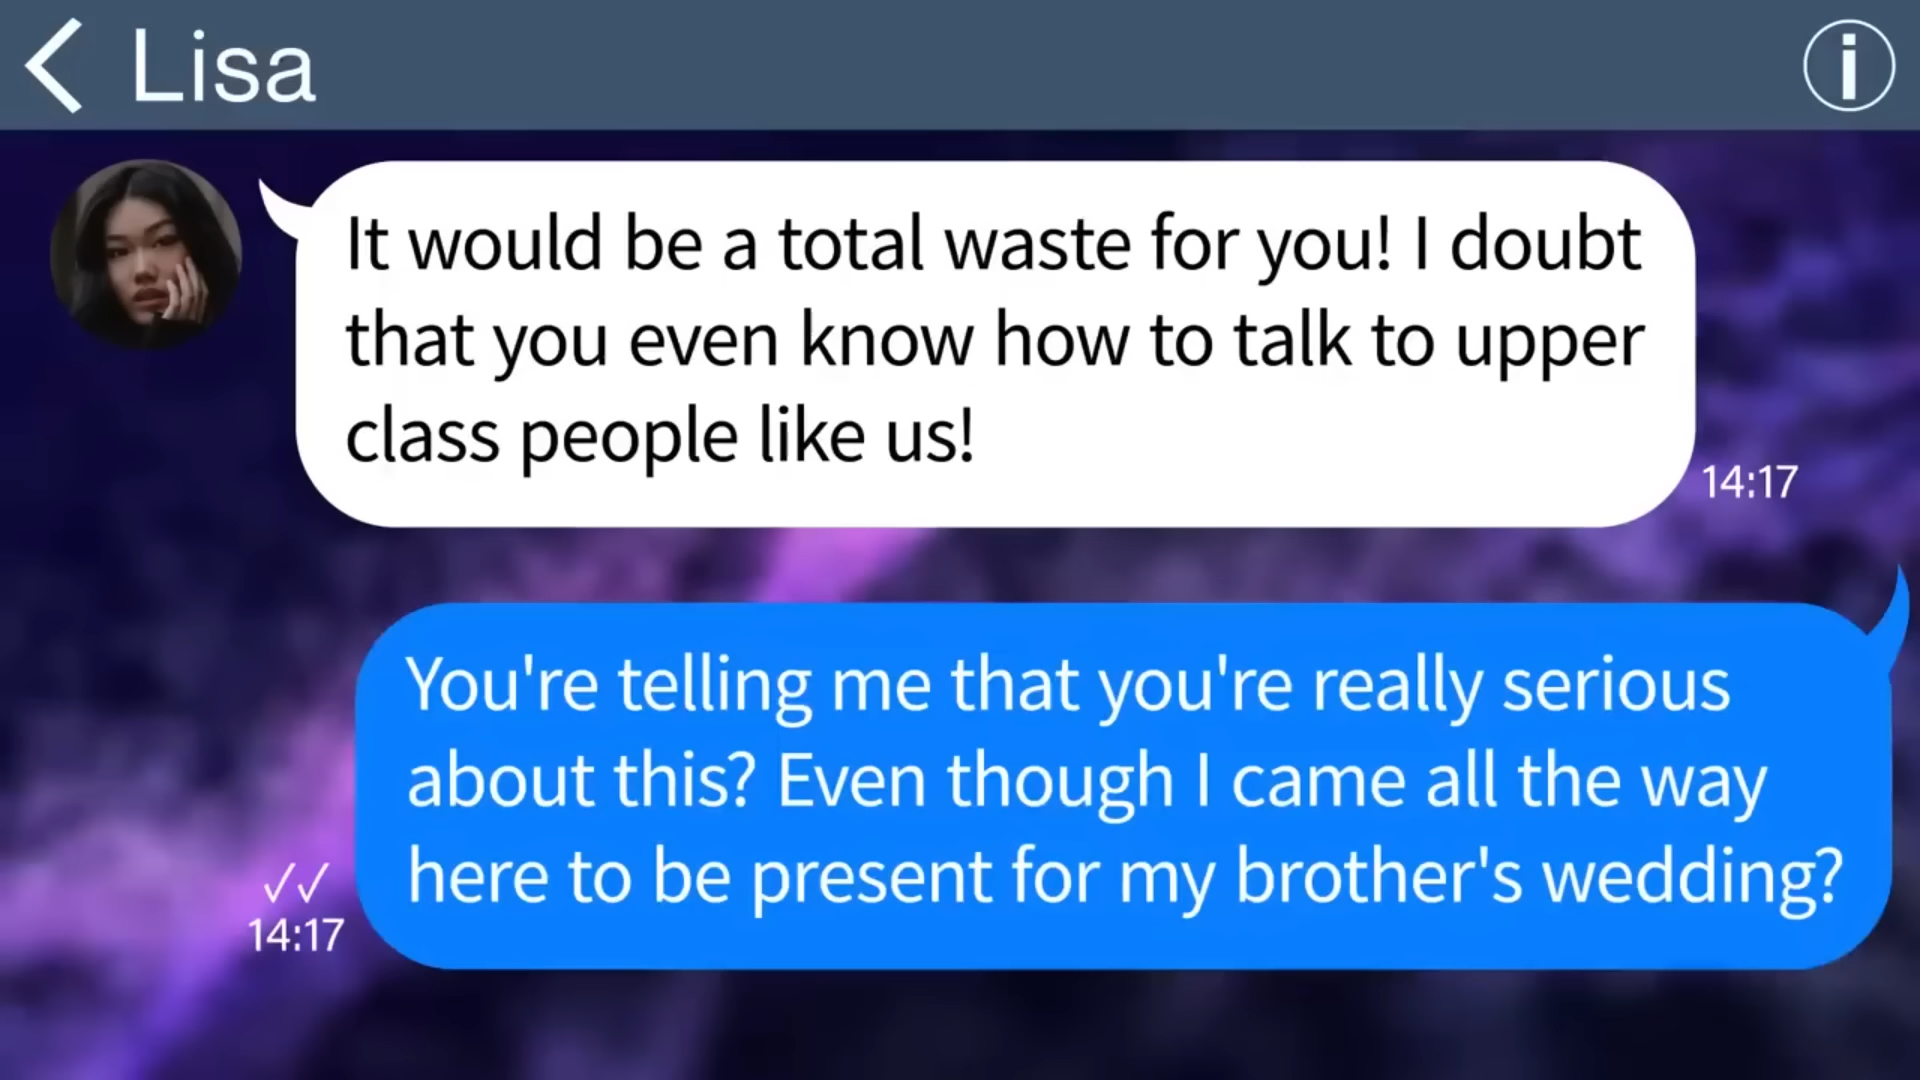 Lisa
It would be a total waste for you! I doubt
that you even know how to talk to upper
class people like us!
14:17
You're telling me that you're really serious
about this? Even though I came all the way
here to be present for my brother's wedding?
14:17